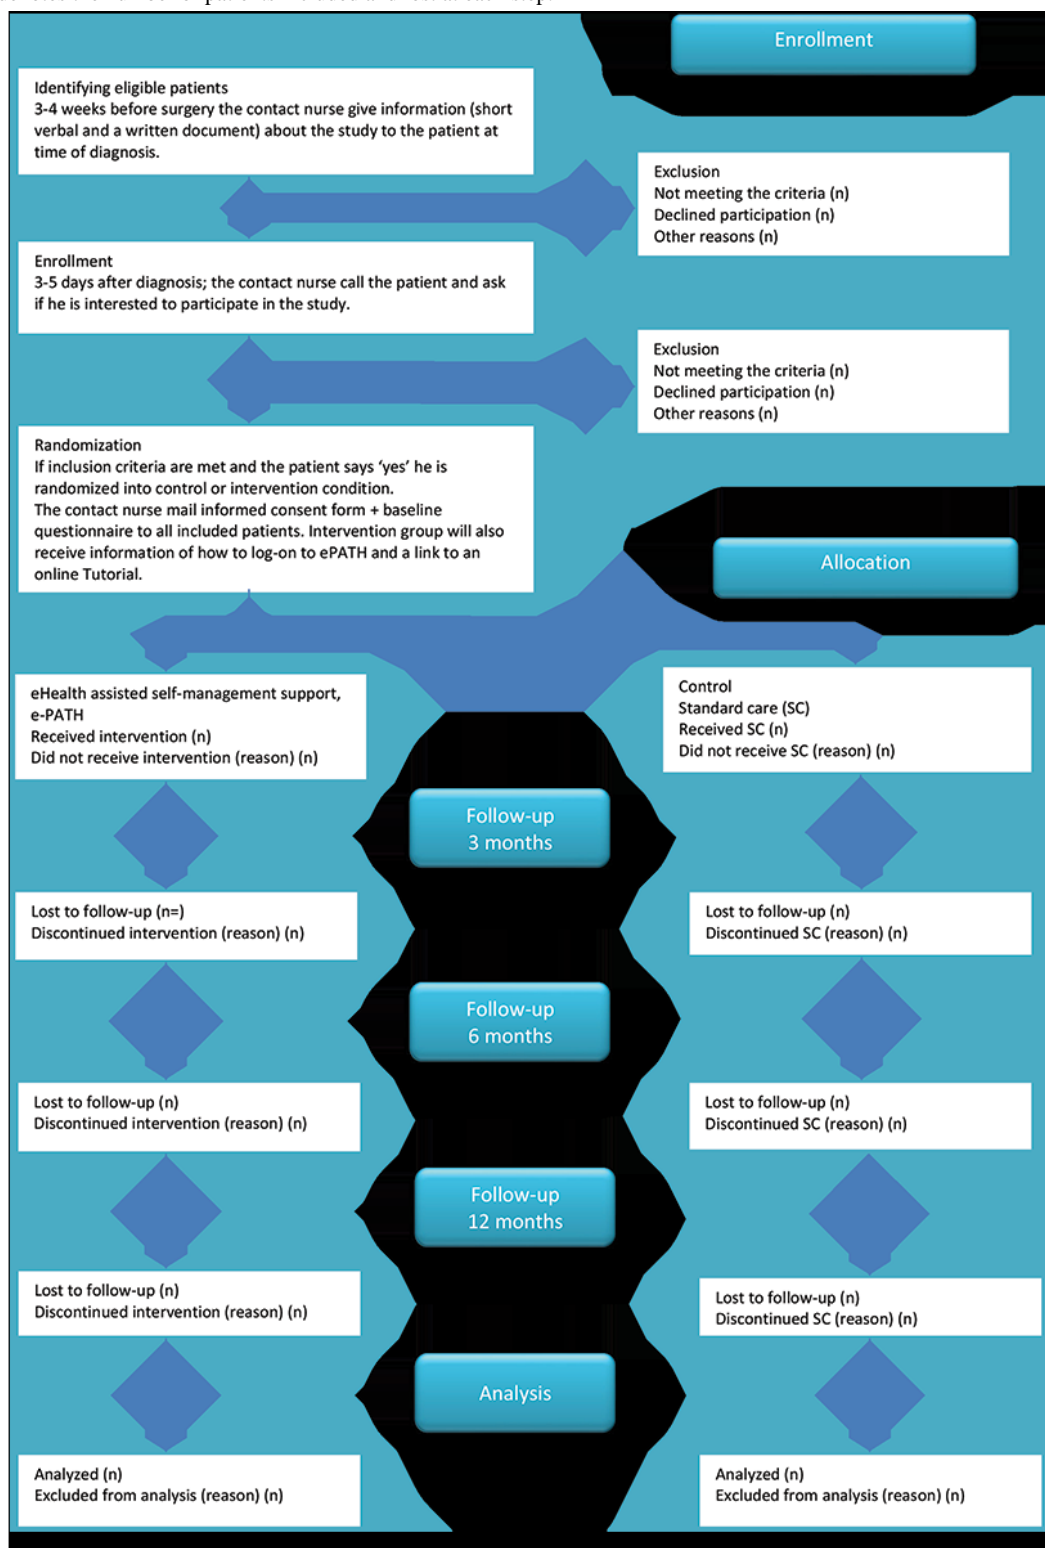 Enrollment
Identifying eligible patients
3-4 weeks before surgery the contact nurse give information (short
verbal and a written document) about the study to the patient at
time of diagnosis.
Exclusion
Not meeting the criteria (n)
Declined participation (n)
Other reasons (n)
Enrollment
3-5 days after diagnosis; the contact nurse call the patient and ask
if he is interested to participate in the study.
Exclusion
Not meeting the criteria (n)
Declined participation (n)
Other reasons (n)
Randomization
If inclusion criteria are met and the patient says ‘yes’ he is
randomized into control or intervention condition.
The contact nurse mail informed consent form + baseline
questionnaire to all included patients. Intervention group will also
receive information of how to log-on to ePATH and a link to an
online Tutorial.
Allocation
eHealth assisted self-management support,
e-PATH
Received intervention (n)
Did not receive intervention (reason) (n)
Control
Standard care (SC)
Received SC (n)
Did not receive SC (reason) (n)
Follow-up
3 months
Lost to follow-up (n=)
Discontinued intervention (reason) (n)
Lost to follow-up (n)
Discontinued SC (reason) (n)
Follow-up
6 months
Lost to follow-up (n)
Discontinued intervention (reason) (n)
Lost to follow-up (n)
Discontinued SC (reason) (n)
Follow-up
12 months
Lost to follow-up (n)
Discontinued intervention (reason) (n)
Lost to follow-up (n)
Discontinued SC (reason) (n)
Analysis
Analyzed (n)
Excluded from analysis (reason) (n)
Analyzed (n)
Excluded from analysis (reason) (n)